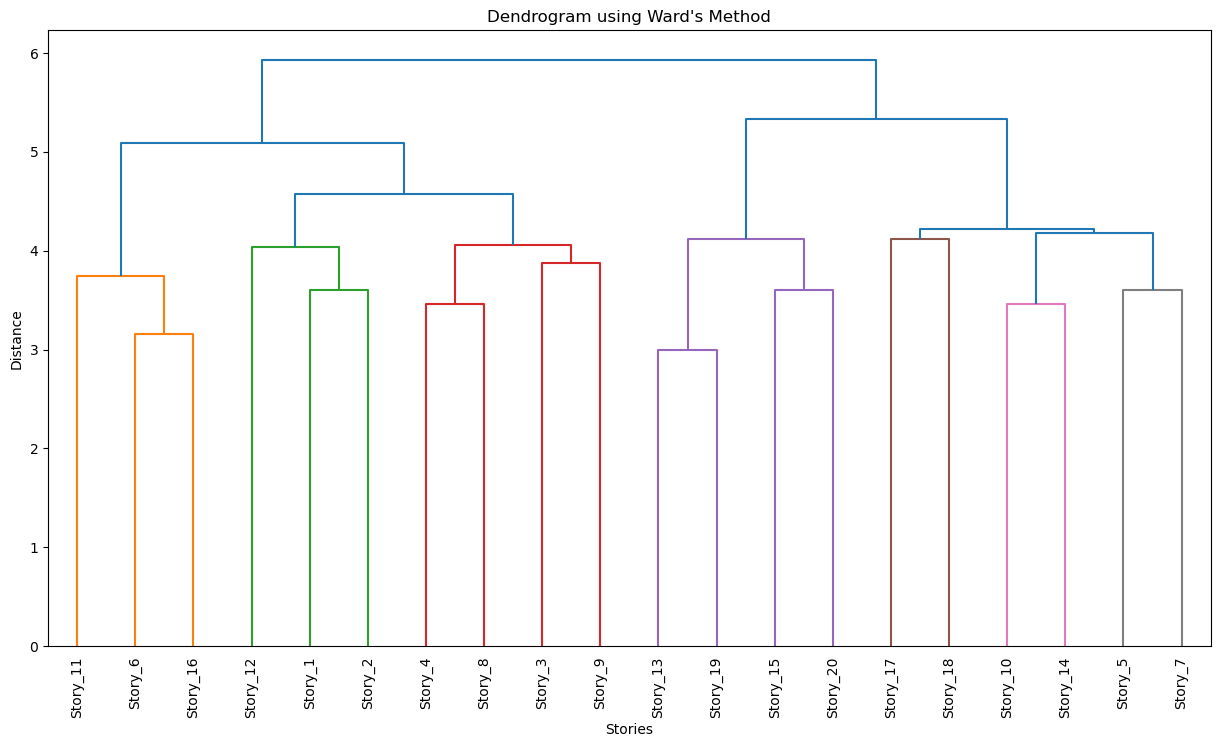 Dendrogram using Ward's Method
6
5
4
3
2
1
0
Distance
Story_11
Story_6
Story_16
Story_12
Story_1
Story_2
Story_4
Story_8
Story_3
Story_9
Story_13
Story_19
Story_15
Story_20
Story_17
Story_18
Story_10
Story_14
Story_5
Story_7
Stories